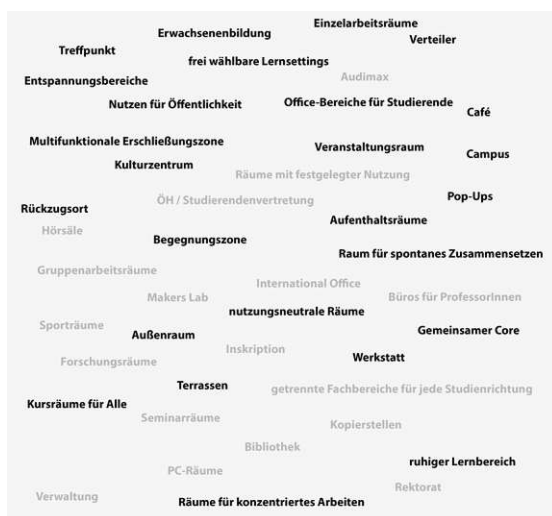 Einzelarbeitsräume
Erwachsenenbildung
Verteiler
Treffpunkt
frei wählbare Lernsettings
Audimax
Entspannungsbereiche
Office-Bereiche für Studierende
Nutzen für Öffentlichkeit
Café
Multifunktionale Erschließungszone
Veranstaltungsraum
Campus
Kulturzentrum
Räume mit festgelegter Nutzung
Pop-Ups
ÖH / Studierendenvertretung
Rückzugsort
Aufenthaltsräume
Hörsäle
Begegnungszone
Raum für spontanes Zusammensetzen
Gruppenarbeitsräume
International Office
Makers Lab
Büros für ProfessorInnen
nutzungsneutrale Räume
Sporträume
Gemeinsamer Core
Außenraum
Inskription
Werkstatt
Forschungsräume
Terrassen
getrennte Fachbereiche für jede Studienrichtung
Kursräume für Alle
Seminarräume
Kopierstellen
Bibliothek
ruhiger Lernbereich
PC-Räume
Rektorat
Verwaltung
Räume für konzentriertes Arbeiten